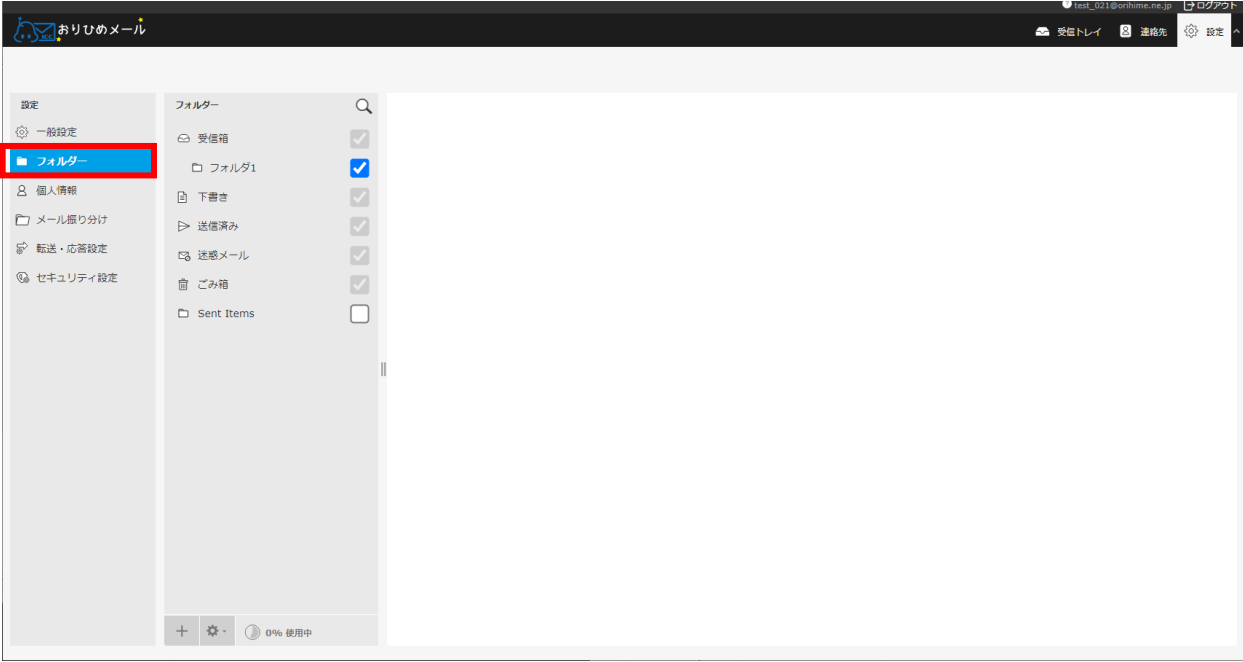 test_021@orihime.ne.jp ログアウト
おりひめメール
受信トレイ 連絡先 設定
設定
一般設定
フォルダー
個人情報
メール振り分け
転送・応答設定
セキュリティ設定
フォルダー
受信箱
フォルダ1
下書き
送信済み
迷惑メール
ごみ箱
Sent Items
0% 使用中